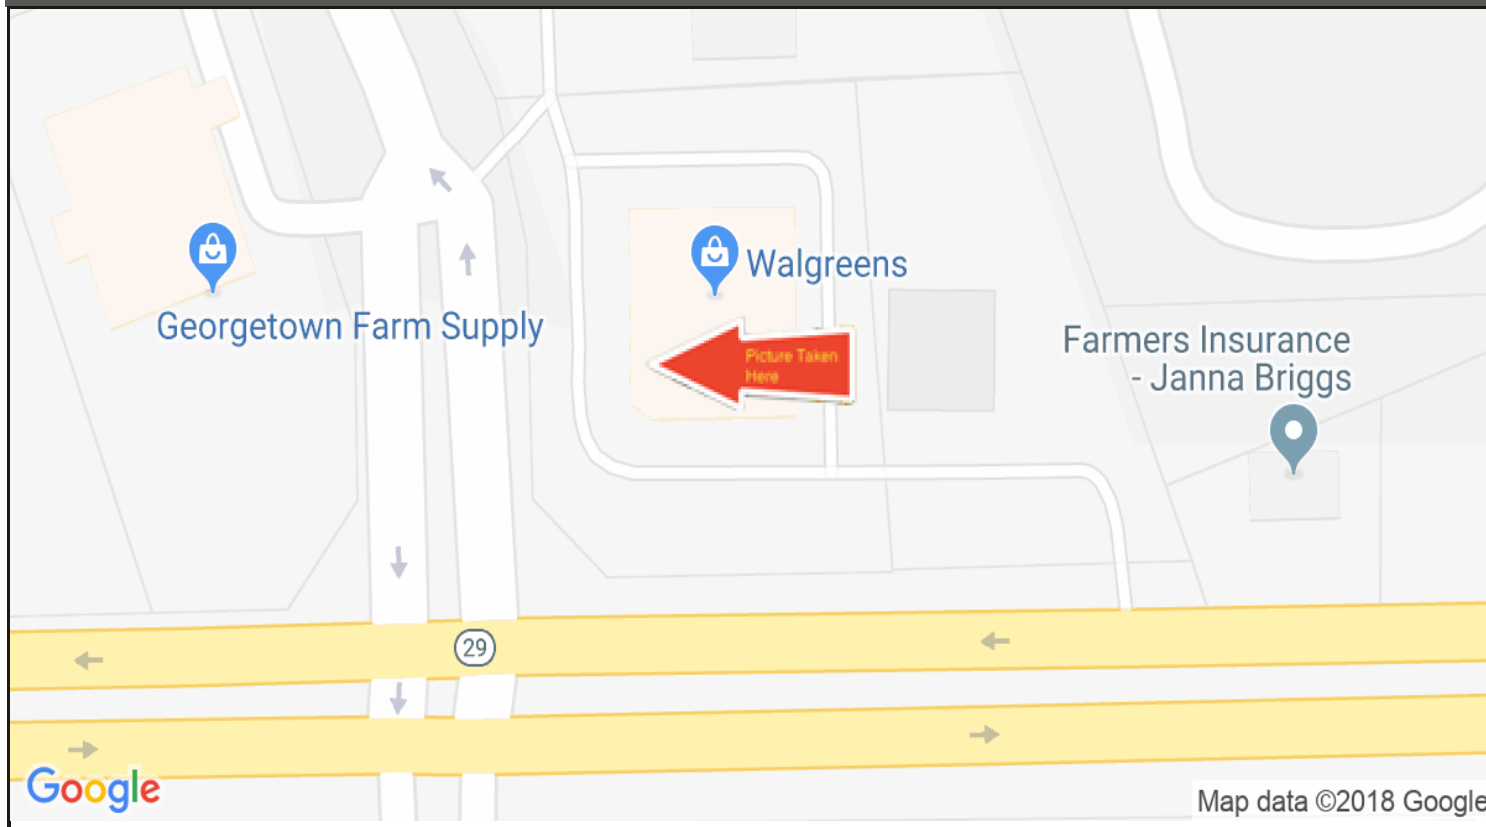 Walgreens
Georgetown Farm Supply
Picture Taken
Here
Farmers Insurance
- Janna Briggs
29
Google
Map data ©2018 Google